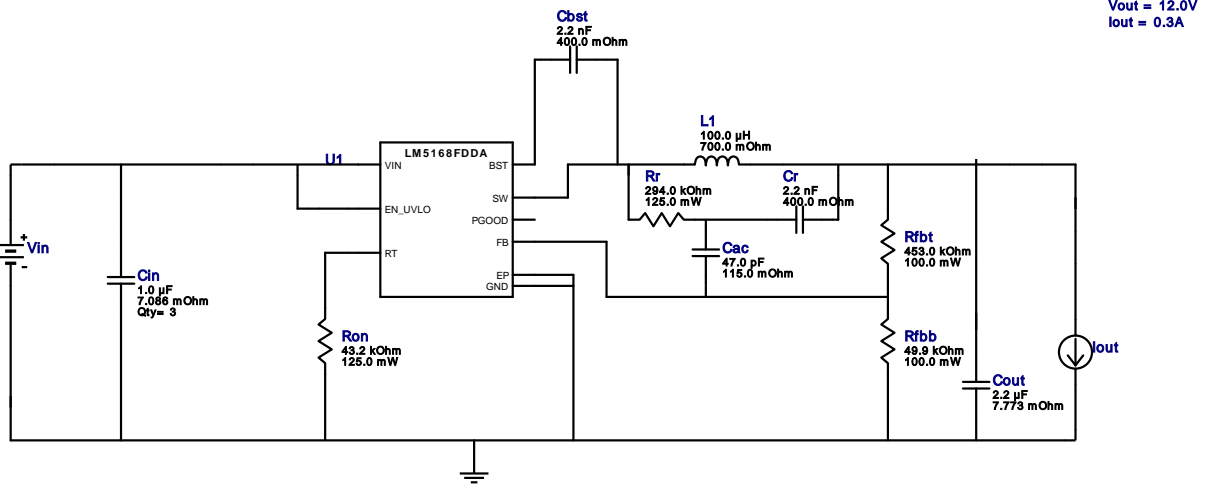 Vout = 12.0V
Iout = 0.3A
Cbst
2.2 nF
400.0 mOhm
L1
100.0 µH
700.0 mOhm
U1
LM5168FDDA
VIN
BST
EN_UVLO
SW
PGOOD
FB
RT
EP
GND
Rr
294.0 kOhm
125.0 mW
Cr
2.2 nF
400.0 mOhm
Cac
47.0 pF
115.0 mOhm
Rfbt
453.0 kOhm
100.0 mW
+
Vin
-
Cin
1.0 µF
7.086 mOhm
Qty= 3
Ron
43.2 kOhm
125.0 mW
Rfbb
49.9 kOhm
100.0 mW
Iout
Cout
2.2 µF
7.773 mOhm